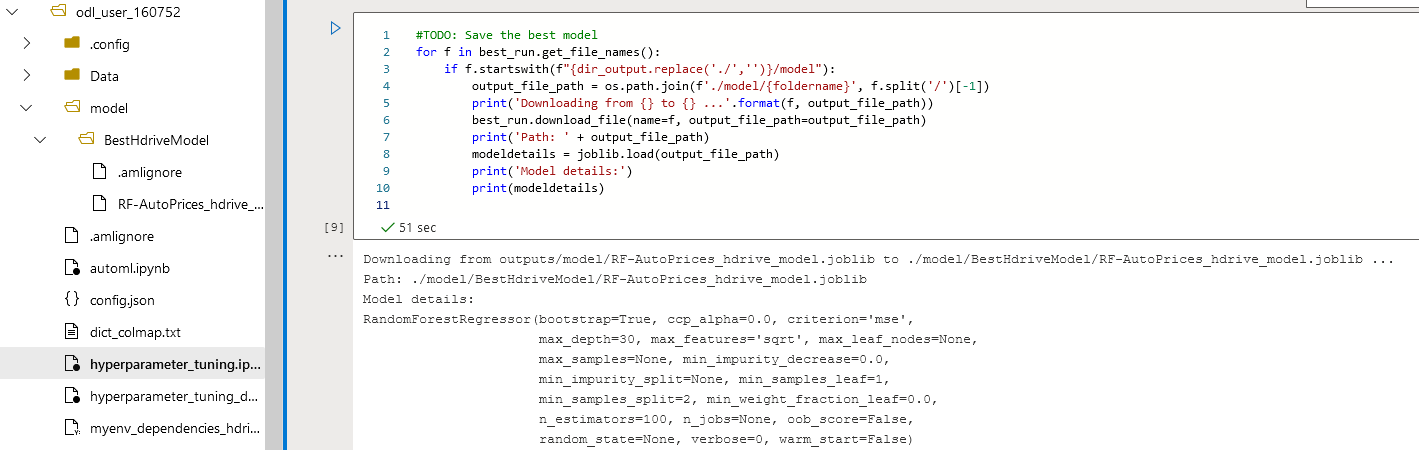 odl_user_160752
.config
Data
model
BestHdriveModel
.amlignore
RF-AutoPrices_hdrive_...
.amlignore
automl.ipynb
config.json
dict_colmap.txt
hyperparameter_tuning.ip...
hyperparameter_tuning_d...
myenv_dependencies_hdri...
1 #TODO: Save the best model
2 for f in best_run.get_file_names():
3 if f.startswith(f"{dir_output.replace('./','')}/model"):
4 output_file_path = os.path.join(f'./model/{foldername}', f.split('/')[-1])
5 print('Downloading from {} to {} ...'.format(f, output_file_path))
6 best_run.download_file(name=f, output_file_path=output_file_path)
7 print('Path: ' + output_file_path)
8 modeldetails = joblib.load(output_file_path)
9 print('Model details:')
10 print(modeldetails)
11
[9] 51 sec
Downloading from outputs/model/RF-AutoPrices_hdrive_model.joblib to ./model/BestHdriveModel/RF-AutoPrices_hdrive_model.joblib ...
Path: ./model/BestHdriveModel/RF-AutoPrices_hdrive_model.joblib
Model details:
RandomForestRegressor(bootstrap=True, ccp_alpha=0.0, criterion='mse',
max_depth=30, max_features='sqrt', max_leaf_nodes=None,
max_samples=None, min_impurity_decrease=0.0,
min_impurity_split=None, min_samples_leaf=1,
min_samples_split=2, min_weight_fraction_leaf=0.0,
n_estimators=100, n_jobs=None, oob_score=False,
random_state=None, verbose=0, warm_start=False)